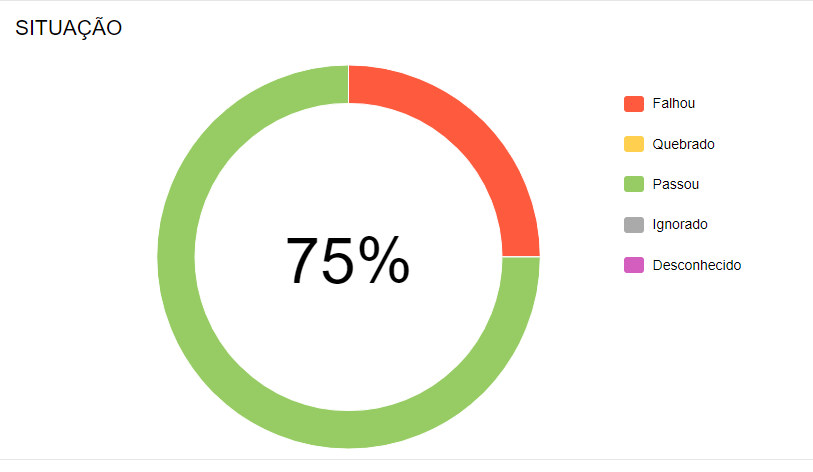 SITUAÇÃO
75%
Falhou
Quebrado
Passou
Ignorado
Desconhecido